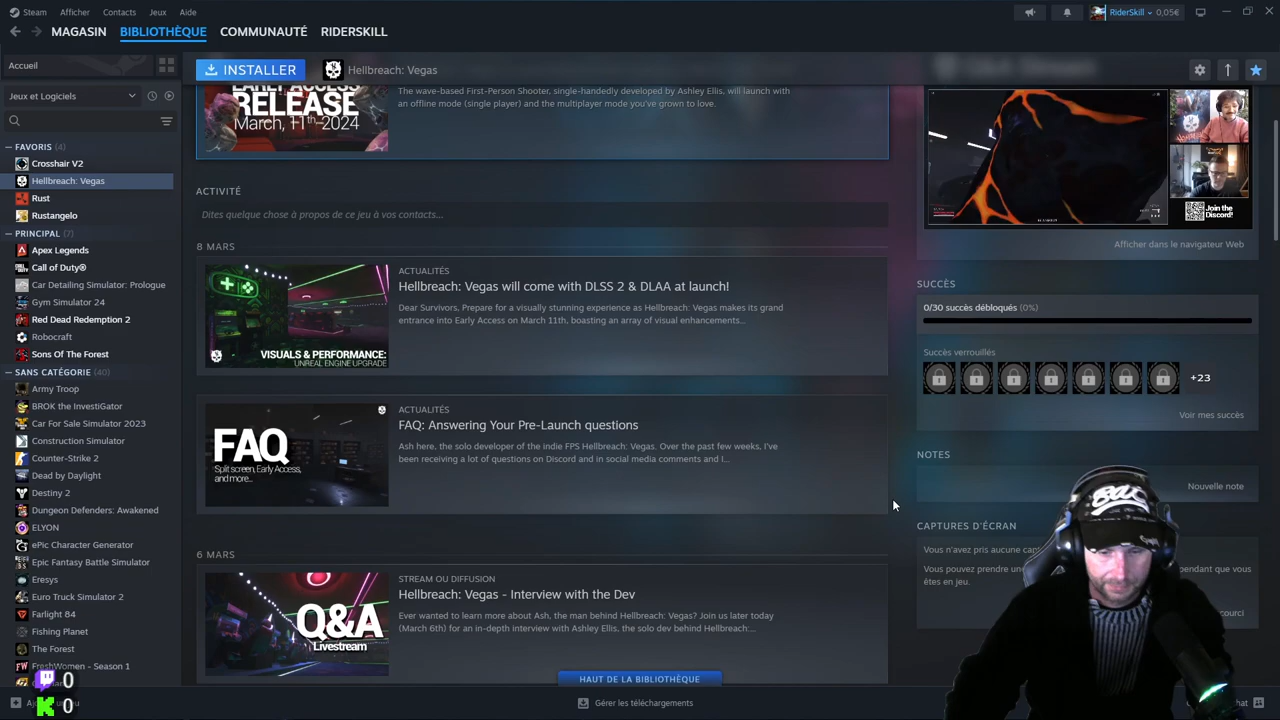 Steam Afficher Contacts Jeux Aide
RiderSkill 0,05€
MAGASIN BIBLIOTHÈQUE COMMUNAUTÉ RIDERSKILL
Accueil
Jeux et Logiciels
FAVORIS (4)
Crosshair V2
Hellbreach: Vegas
Rust
Rustangelo
PRINCIPAL (7)
Apex Legends
Call of Duty®
Car Detailing Simulator: Prologue
Gym Simulator 24
Red Dead Redemption 2
Robocraft
Sons Of The Forest
SANS CATÉGORIE (40)
Army Troop
BROK the InvestiGator
Car For Sale Simulator 2023
Construction Simulator
Counter-Strike 2
Dead by Daylight
Destiny 2
Dungeon Defenders: Awakened
ELYON
ePic Character Generator
Epic Fantasy Battle Simulator
Eresys
Euro Truck Simulator 2
Farlight 84
Fishing Planet
The Forest
FreshWomen - Season 1
0
K 0
INSTALLER
Hellbreach: Vegas
EARLY ACCESS
RELEASE
March, 11th 2024
The wave-based First-Person Shooter, single-handedly developed by Ashley Ellis, will launch with
an offline mode (single player) and the multiplayer mode you've grown to love.
ACTIVITÉ
Dites quelque chose à propos de ce jeu à vos contacts...
8 MARS
VISUALS & PERFORMANCE:
UNREAL ENGINE UPGRADE
ACTUALITÉS
Hellbreach: Vegas will come with DLSS 2 & DLAA at launch!
Dear Survivors, Prepare for a visually stunning experience as Hellbreach: Vegas makes its grand
entrance into Early Access on March 11th, boasting an array of visual enhancements...
FAQ
Split screen, Early Access,
and more...
ACTUALITÉS
FAQ: Answering Your Pre-Launch questions
Ash here, the solo developer of the indie FPS Hellbreach: Vegas. Over the past few weeks, I've
been receiving a lot of questions on Discord and in social media comments and I...
6 MARS
Q&A
Livestream
STREAM OU DIFFUSION
Hellbreach: Vegas - Interview with the Dev
Ever wanted to learn more about Ash, the man behind Hellbreach: Vegas? Join us later today
(March 6th) for an in-depth interview with Ashley Ellis, the solo dev behind Hellbreach:...
HAUT DE LA BIBLIOTHÈQUE
Gérer les téléchargements
Join the
Discord!
Afficher dans le navigateur Web
SUCCÈS
0/30 succès débloqués (0%)
Succès verrouillés
+23
Voir mes succès
NOTES
Nouvelle note
CAPTURES D'ÉCRAN
Vous n'avez pris aucune
Vous pouvez prendre pendant que vous
êtes en jeu.